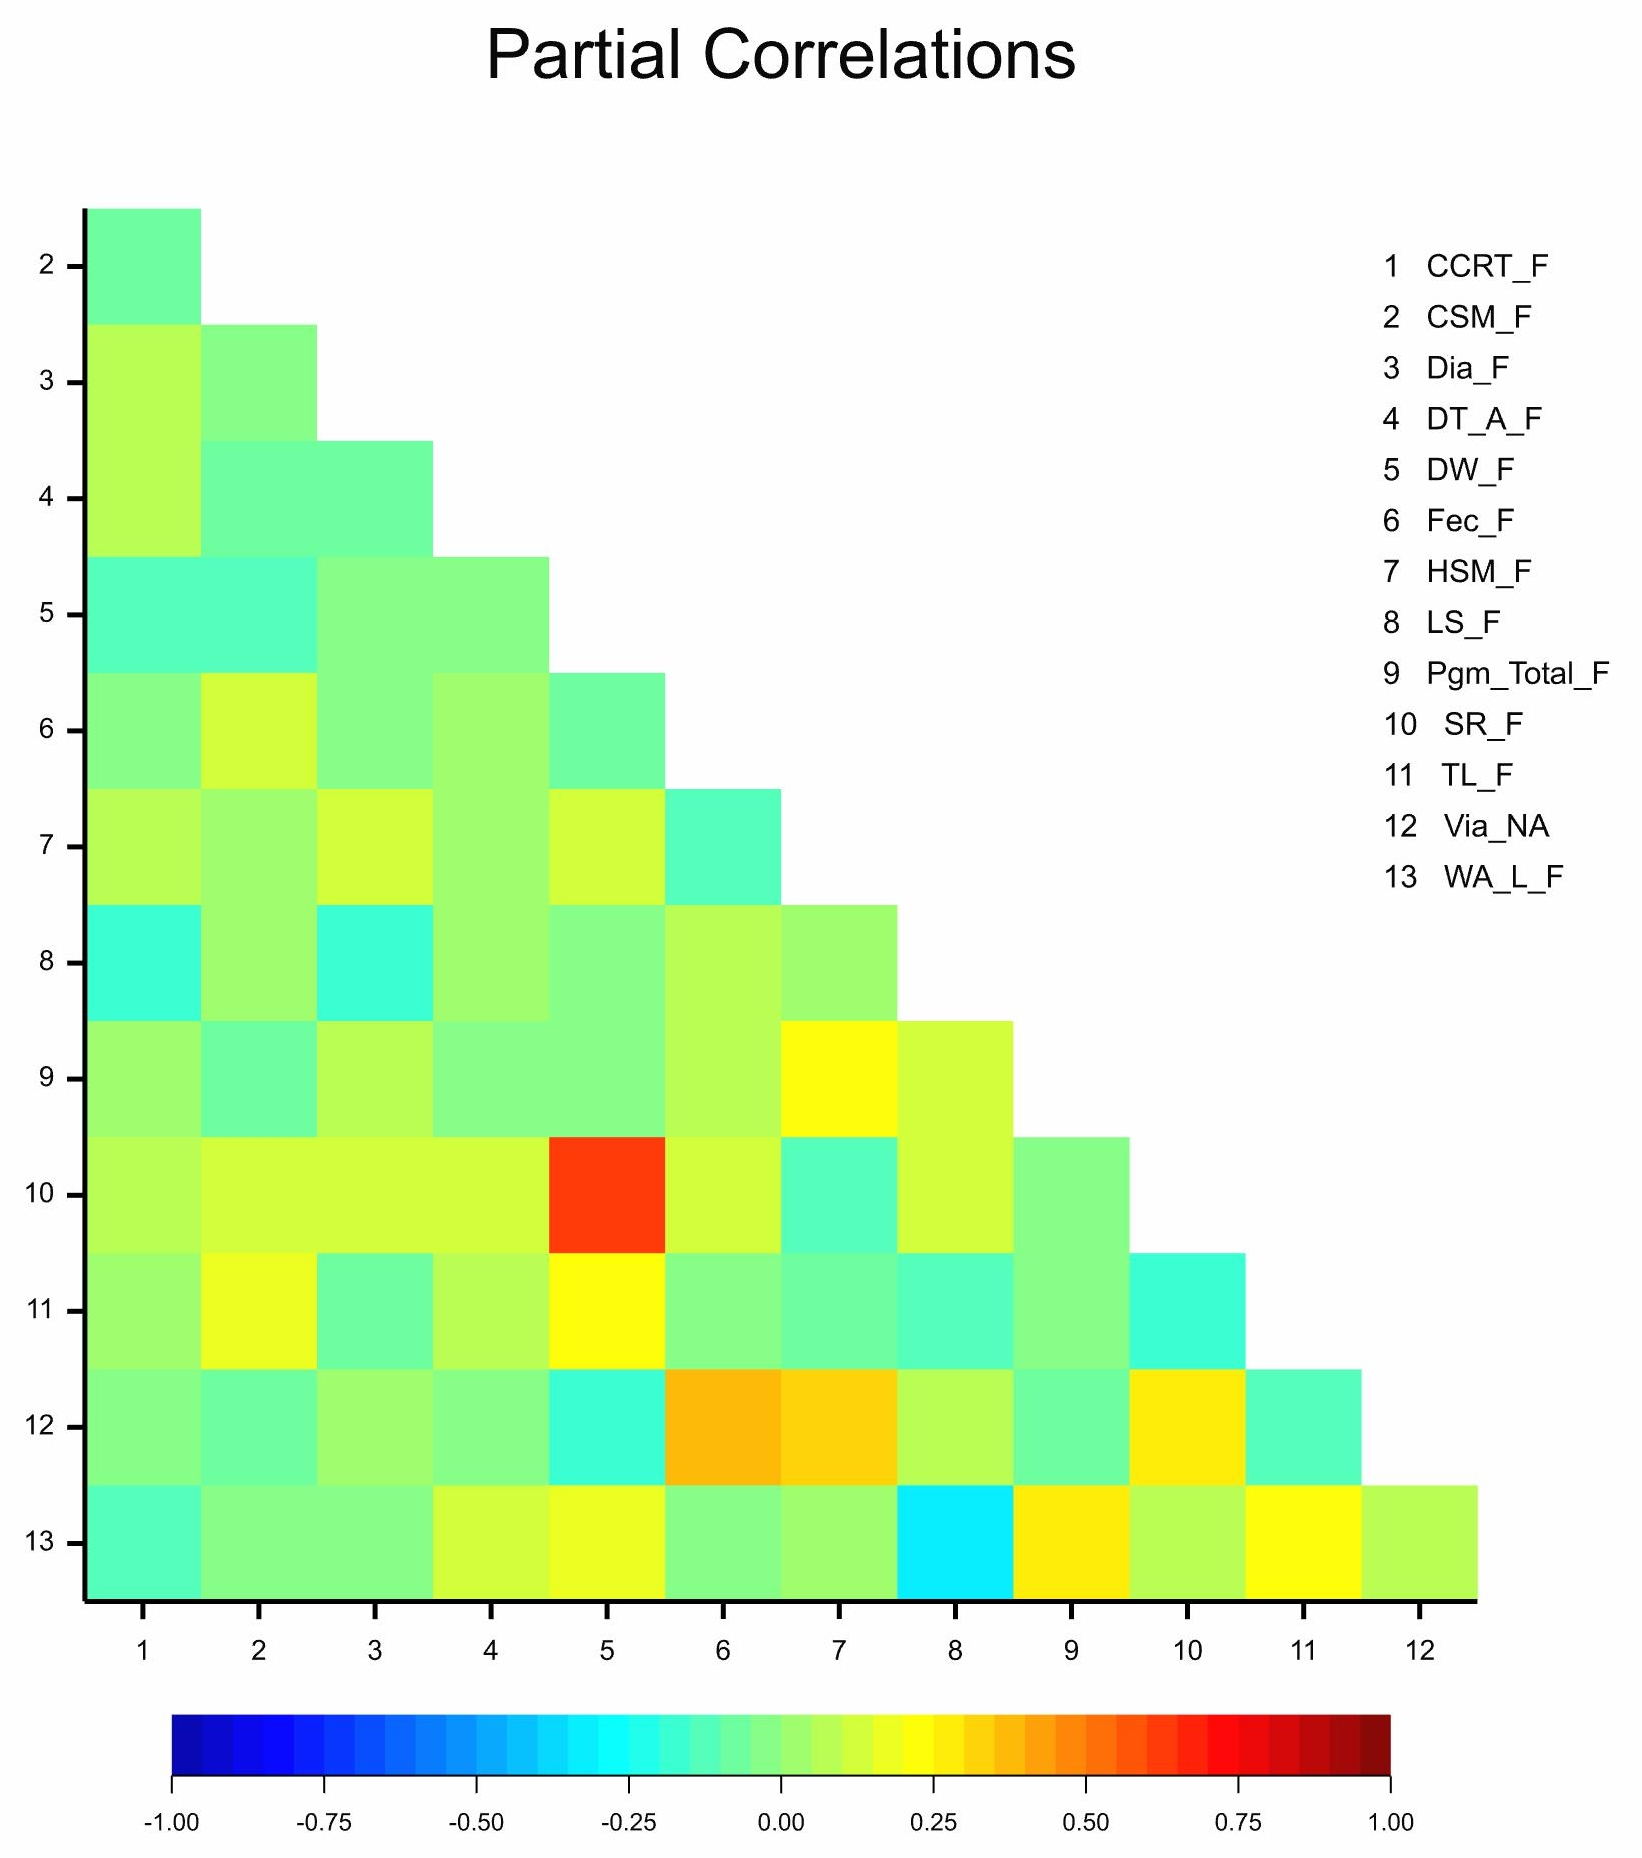 Partial Correlations
1 CCRT_F
2 CSM_F
3 Dia_F
4 DT_A_F
5 DW_F
6 Fec_F
7 HSM_F
8 LS_F
9 Pgm_Total_F
10 SR_F
11 TL_F
12 Via_NA
13 WA_L_F
2
3
4
5
6
7
8
9
10
11
12
13
1 2 3 4 5 6 7 8 9 10 11 12
-1.00 -0.75 -0.50 -0.25 0.00 0.25 0.50 0.75 1.00